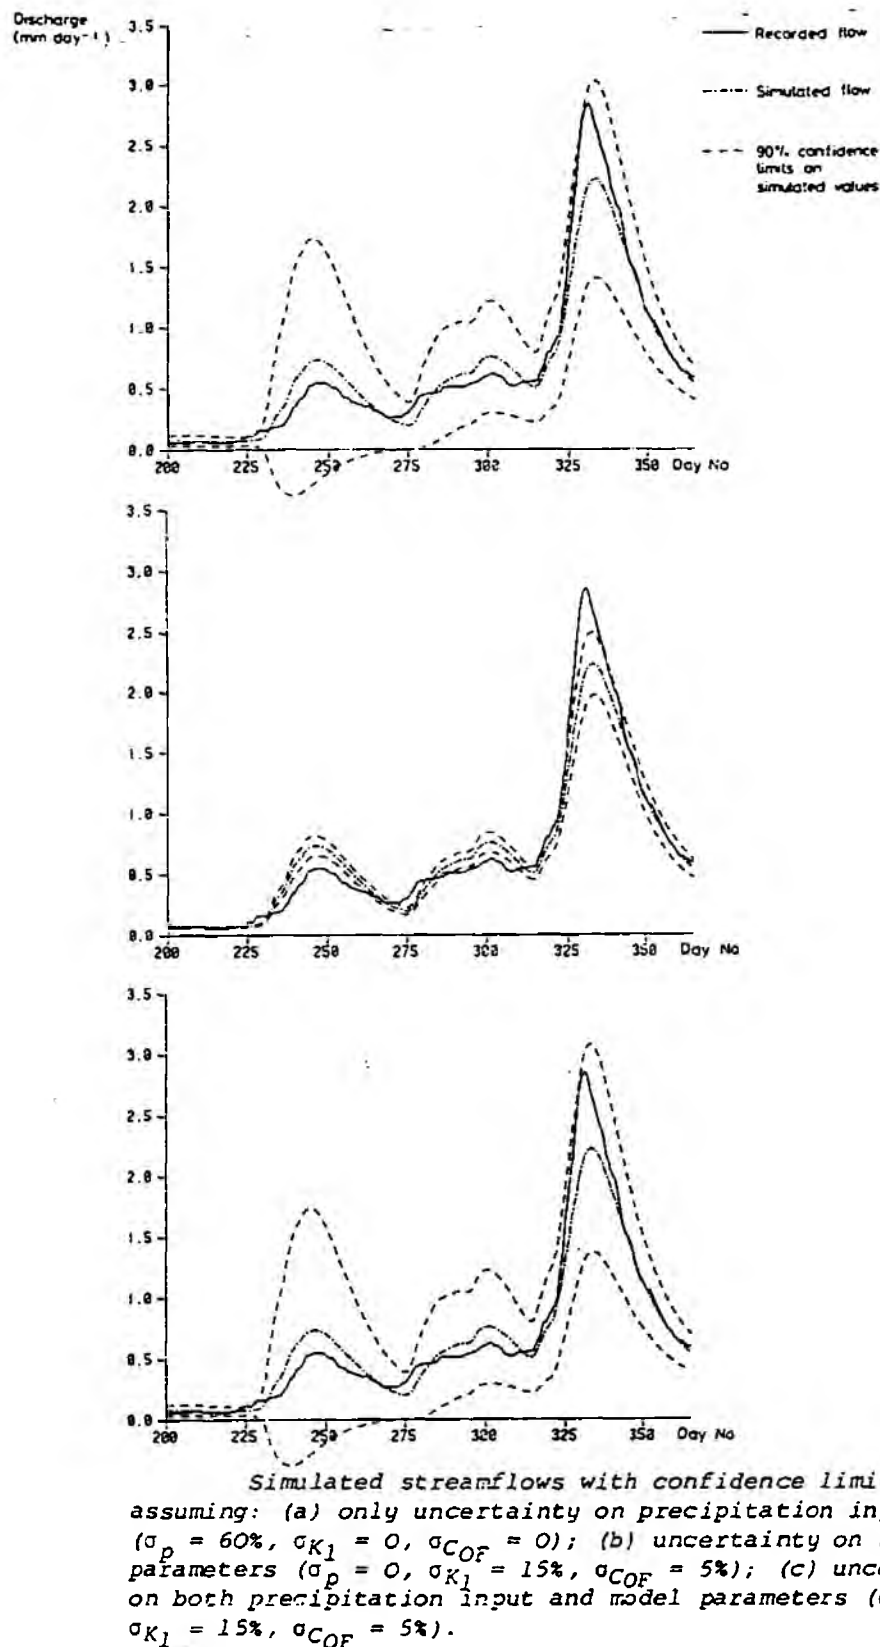 Discharge
(mm day⁻¹)
3.5
3.0
2.5
2.0
1.5
1.0
0.5
0.0
200 225 250 275 300 325 350 Day No
Recorded flow
Simulated flow
90% confidence
limits on
simulated values
3.5
3.0
2.5
2.0
1.5
1.0
0.5
0.0
200 225 250 275 300 325 350 Day No
3.5
3.0
2.5
2.0
1.5
1.0
0.5
0.0
200 225 250 275 320 325 350 Day No
Simulated streamflows with confidence limi
assuming: (a) only uncertainty on precipitation in
(σp = 60%, σK1 = 0, σCOF = 0); (b) uncertainty on
parameters (σp = 0, σK1 = 15%, σCOF = 5%); (c) unce
on both precipitation input and model parameters (
σK1 = 15%, σCOF = 5%).